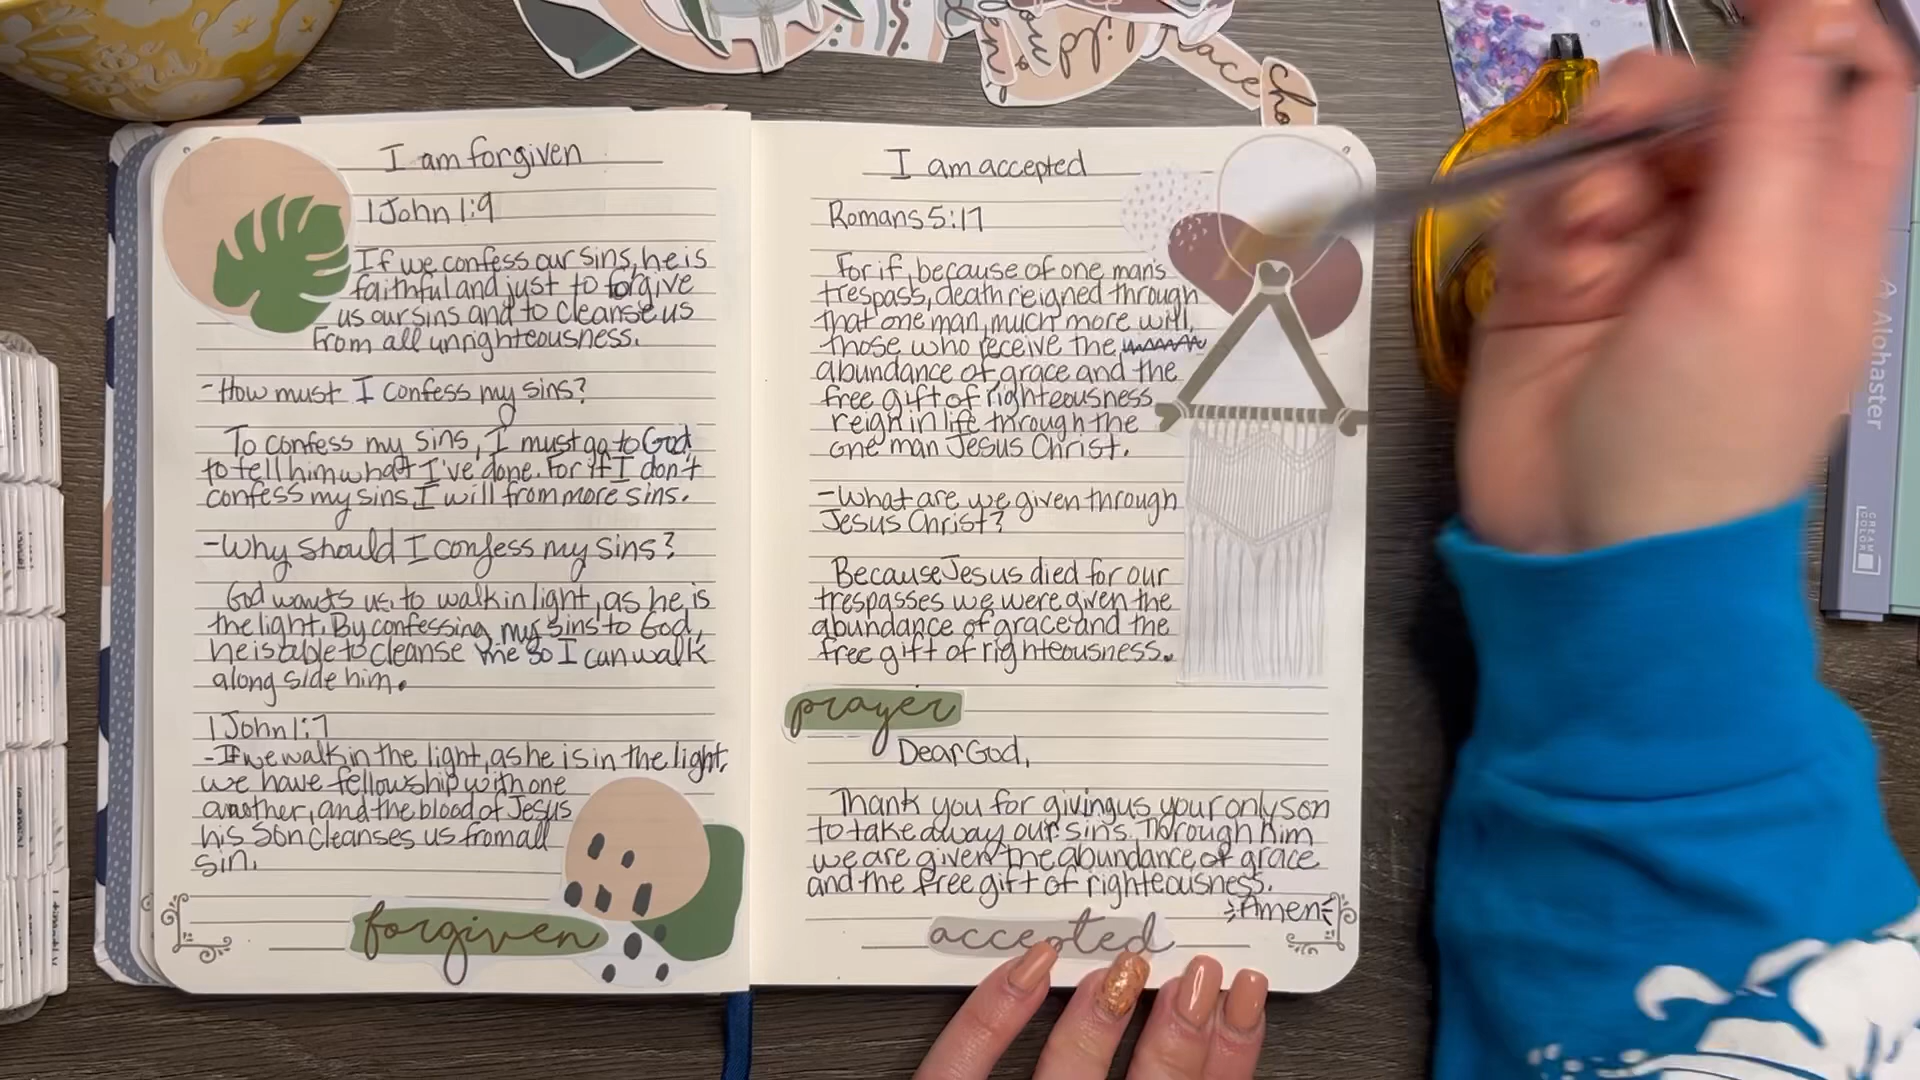 I am forgiven
1 John 1:9
If we confess our sins, he is
faithful and just to forgive
us our sins and to cleanse us
from all unrighteousness.
-How must I confess my sins?
To confess my sins, I must go to God,
to tell him what I've done. For if I don't
confess my sins I will from more sins.
-Why should I confess my sins?
God wants us to walk in light, as he is
the light. By confessing my sins to God,
he is able to cleanse me so I can walk
along side him.
1 John 1:7
-If we walk in the light, as he is in the light,
we have fellowship with one
another, and the blood of Jesus
his son cleanses us from all
sin.
forgiven
I am accepted
Romans 5:17
For if, because of one man's
trespass, death reigned through
that one man, much more will
those who receive the
abundance of grace and the
free gift of righteousness
reign in life through the
one man Jesus Christ.
-What are we given through
Jesus Christ?
Because Jesus died for our
trespasses we were given the
abundance of grace and the
free gift of righteousness.
prayer
Dear God,
Thank you for giving us your only son
to take away our sins. Through him
we are given the abundance of grace
and the free gift of righteousness.
Amen
accepted
you
child
grace
cho
A Alohaster
CREAM COLOR